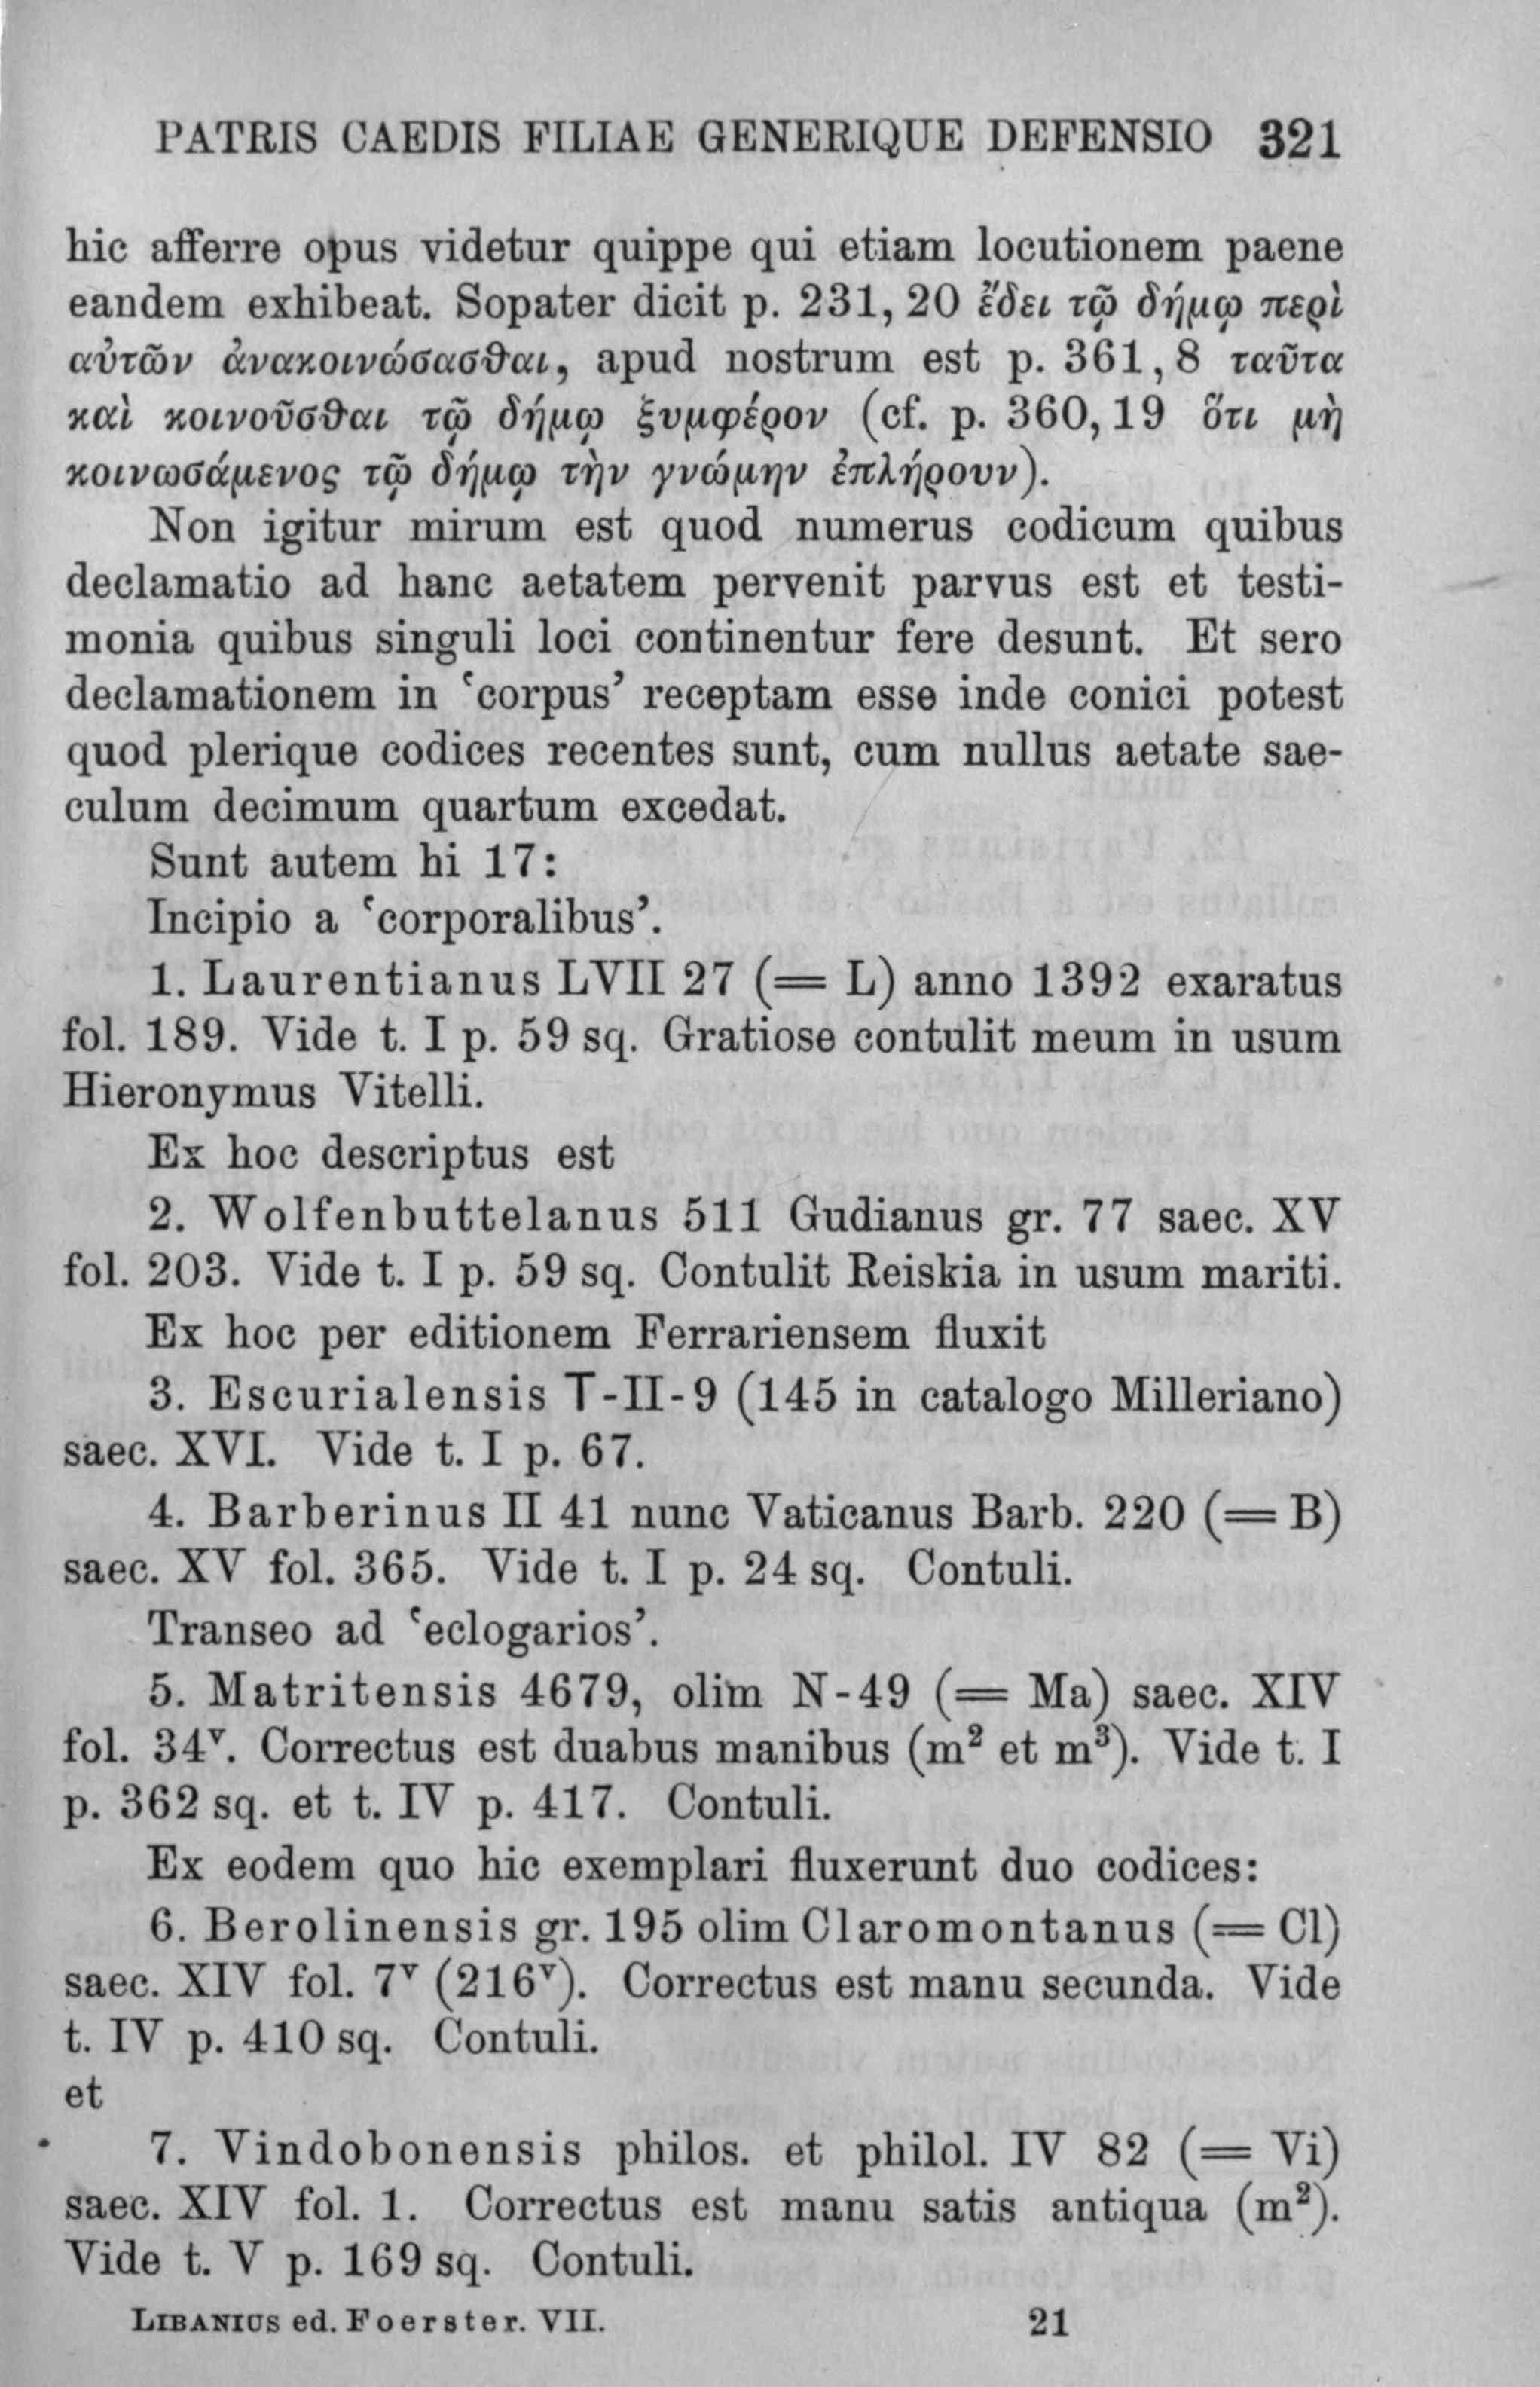 PATRIS CAEDIS FILIAE GENERIQUE DEFENSIO 321
hic afferre opus videtur quippe qui etiam locutionem paene
eandem exhibeat. Sopater dicit p. 231, 20 ἔδει τῷ δήμῳ περὶ
αὐτῶν ἀνακοινώσασθαι, apud nostrum est p. 361, 8 ταῦτα
καὶ κοινοῦσθαι τῷ δήμῳ ξυμφέρον (cf. p. 360, 19 ὅτι μὴ
κοινωσάμενος τῷ δήμῳ τὴν γνώμην ἐπλήρουν).
Non igitur mirum est quod numerus codicum quibus
declamatio ad hanc aetatem pervenit parvus est et testi-
monia quibus singuli loci continentur fere desunt. Et sero
declamationem in ‘corpus’ receptam esse inde conici potest
quod plerique codices recentes sunt, cum nullus aetate sae-
culum decimum quartum excedat.
Sunt autem hi 17:
Incipio a ‘corporalibus’.
1. Laurentianus LVII 27 (= L) anno 1392 exaratus
fol. 189. Vide t. I p. 59 sq. Gratiose contulit meum in usum
Hieronymus Vitelli.
Ex hoc descriptus est
2. Wolfenbuttelanus 511 Gudianus gr. 77 saec. XV
fol. 203. Vide t. I p. 59 sq. Contulit Reiskia in usum mariti.
Ex hoc per editionem Ferrariensem fluxit
3. Escurialensis T-II-9 (145 in catalogo Milleriano)
saec. XVI. Vide t. I p. 67.
4. Barberinus II 41 nunc Vaticanus Barb. 220 (= B)
saec. XV fol. 365. Vide t. I p. 24 sq. Contuli.
Transeo ad ‘eclogarios’.
5. Matritensis 4679, olim N-49 (= Ma) saec. XIV
fol. 34ᵛ. Correctus est duabus manibus (m² et m³). Vide t. I
p. 362 sq. et t. IV p. 417. Contuli.
Ex eodem quo hic exemplari fluxerunt duo codices:
6. Berolinensis gr. 195 olim Claromontanus (= Cl)
saec. XIV fol. 7ᵛ (216ᵛ). Correctus est manu secunda. Vide
t. IV p. 410 sq. Contuli.
et
7. Vindobonensis philos. et philol. IV 82 (= Vi)
saec. XIV fol. 1. Correctus est manu satis antiqua (m²).
Vide t. V p. 169 sq. Contuli.
LIBANIUS ed. Foerster. VII. 21